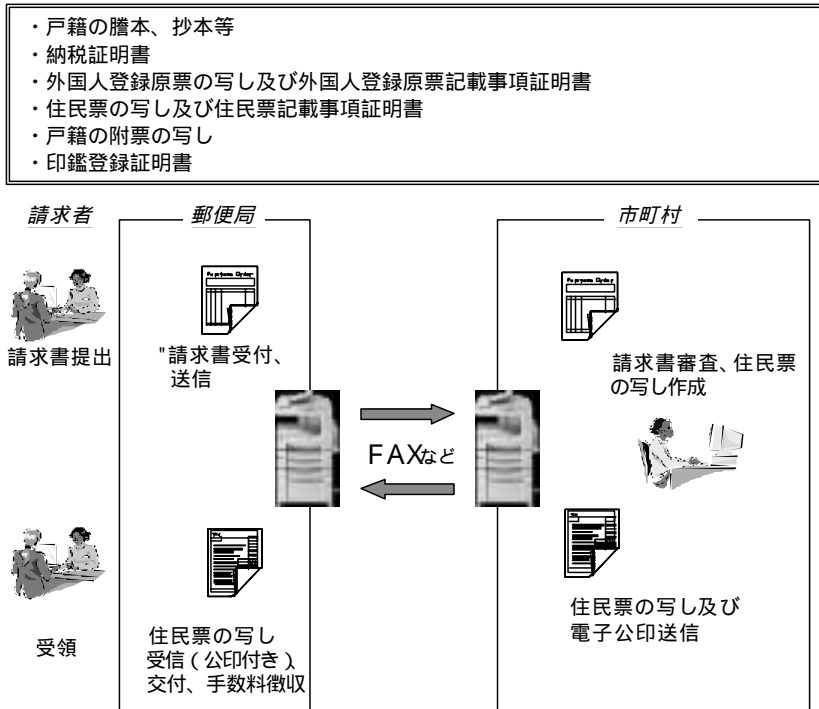 ・戸籍の謄本、抄本等
・納税証明書
・外国人登録原票の写し及び外国人登録原票記載事項証明書
・住民票の写し及び住民票記載事項証明書
・戸籍の附票の写し
・印鑑登録証明書
請求者
郵便局
市町村
請求書提出
"請求書受付、
送信
請求書審査、住民票
の写し作成
FAXなど
受領
住民票の写し
受信（公印付き）、
交付、手数料徴収
住民票の写し及び
電子公印送信